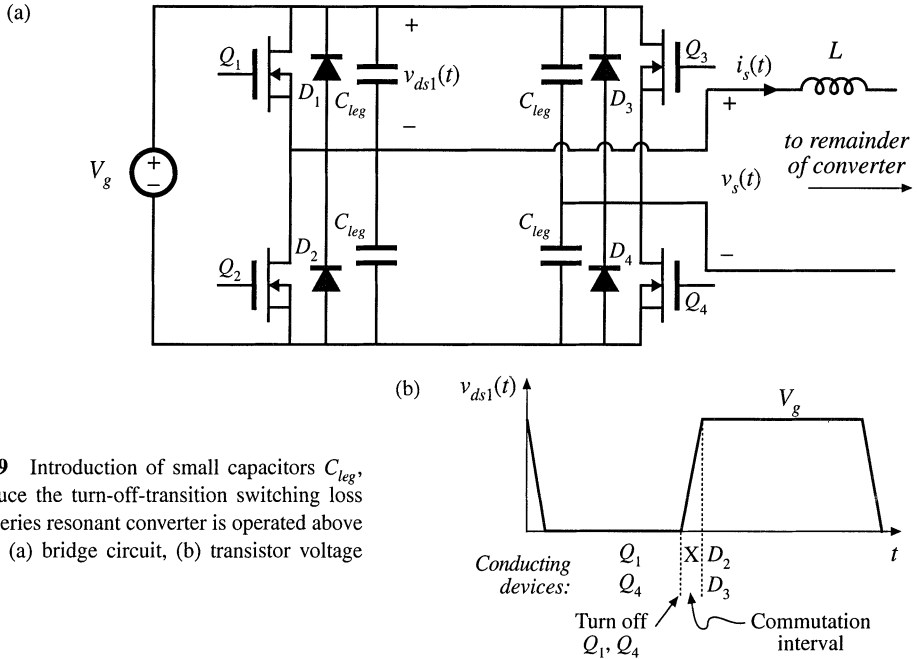 (a)
Q1
D1
Cleg
+
vds1(t)
–
Cleg
D3
Q3
is(t)
L
+
to remainder
of converter
vs(t)
–
Vg
+
–
Q2
D2
Cleg
Cleg
D4
Q4
(b)
vds1(t)
Vg
t
Conducting
devices:
Q1
Q4
X
D2
D3
Turn off
Q1, Q4
Commutation
interval
9 Introduction of small capacitors Cleg,
uce the turn-off-transition switching loss
eries resonant converter is operated above
(a) bridge circuit, (b) transistor voltage